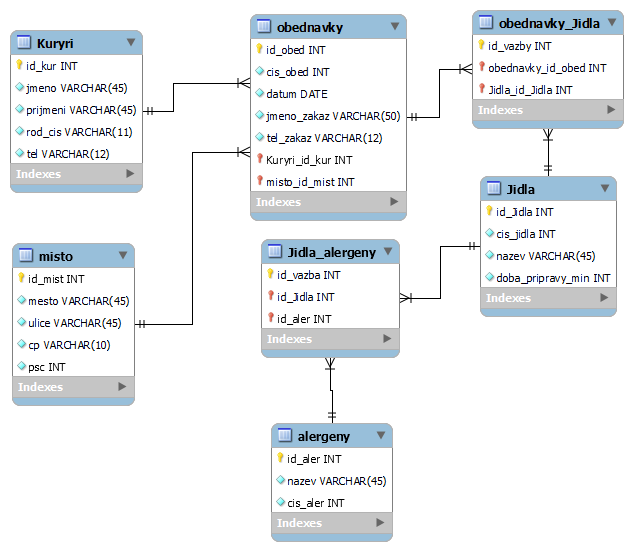 Kuryri
id_kur INT
jmeno VARCHAR(45)
prijmeni VARCHAR(45)
rod_cis VARCHAR(11)
tel VARCHAR(12)
Indexes
obednavky
id_obed INT
cis_obed INT
datum DATE
jmeno_zakaz VARCHAR(50)
tel_zakaz VARCHAR(12)
Kuryri_id_kur INT
misto_id_mist INT
Indexes
obednavky_Jidla
id_vazby INT
obednavky_id_obed INT
Jidla_id_Jidla INT
Indexes
Jidla
id_Jidla INT
cis_jidla INT
nazev VARCHAR(45)
doba_pripravy_min INT
Indexes
misto
id_mist INT
mesto VARCHAR(45)
ulice VARCHAR(45)
cp VARCHAR(10)
psc INT
Indexes
Jidla_alergeny
id_vazba INT
id_Jidla INT
id_aler INT
Indexes
alergeny
id_aler INT
nazev VARCHAR(45)
cis_aler INT
Indexes